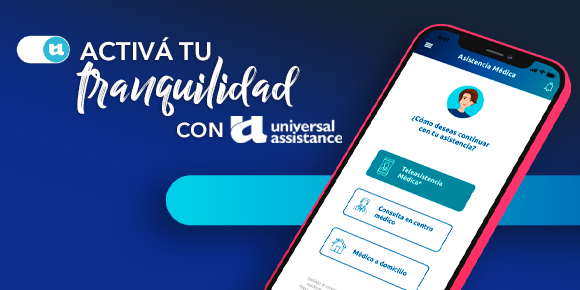 ACTIVÁ TU
tranquilidad
CON ua universal
assistance
Asistencia Médica
¿Cómo deseas continuar
con tu asistencia?
Teleasistencia
Médica*
Consulta en centro
médico
Médico a domicilio